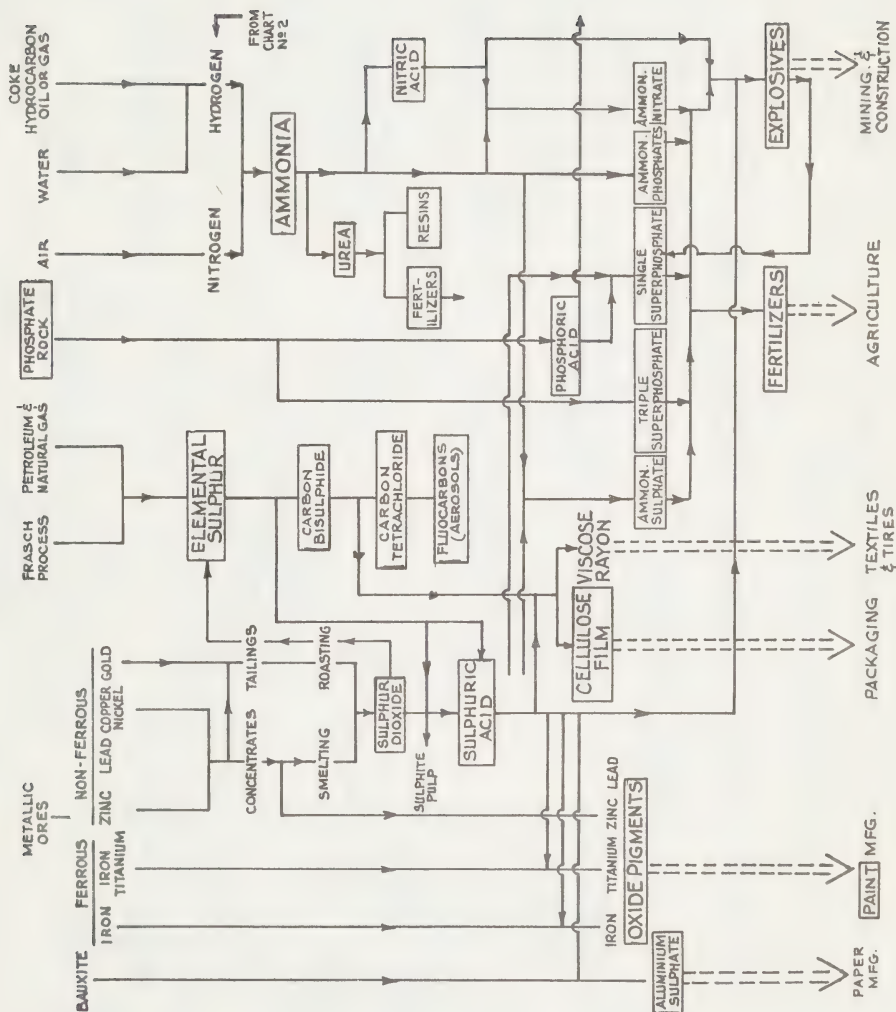 METALLIC
ORES
NON-FERROUS
FERROUS
BAUXITE
IRON
IRON
TITANIUM
ZINC
LEAD
COPPER
NICKEL
GOLD
FRASCH
PROCESS
PETROLEUM &
NATURAL GAS
PHOSPHATE
ROCK
AIR
WATER
COKE
HYDROCARBON
OIL OR GAS
NITROGEN
HYDROGEN
FROM
CHART
Nº 2
AMMONIA
UREA
FERT-
ILIZERS
RESINS
NITRIC
ACID
ELEMENTAL
SULPHUR
CONCENTRATES
TAILINGS
SMELTING
ROASTING
SULPHUR
DIOXIDE
SULPHITE
PULP
SULPHURIC
ACID
CARBON
BISULPHIDE
CARBON
TETRACHLORIDE
FLUOCARBONS
(AEROSOLS)
PHOSPHORIC
ACID
CELLULOSE
FILM
VISCOSE
RAYON
IRON
TITANIUM
ZINC
LEAD
OXIDE PIGMENTS
ALUMINIUM
SULPHATE
AMMON.
SULPHATE
TRIPLE
SUPERPHOSPHATE
SINGLE
SUPERPHOSPHATE
AMMON.
PHOSPHATES
AMMON.
NITRATE
FERTILIZERS
EXPLOSIVES
PAPER
MFG.
PAINT MFG.
PACKAGING
TEXTILES
& TIRES
AGRICULTURE
MINING &
CONSTRUCTION